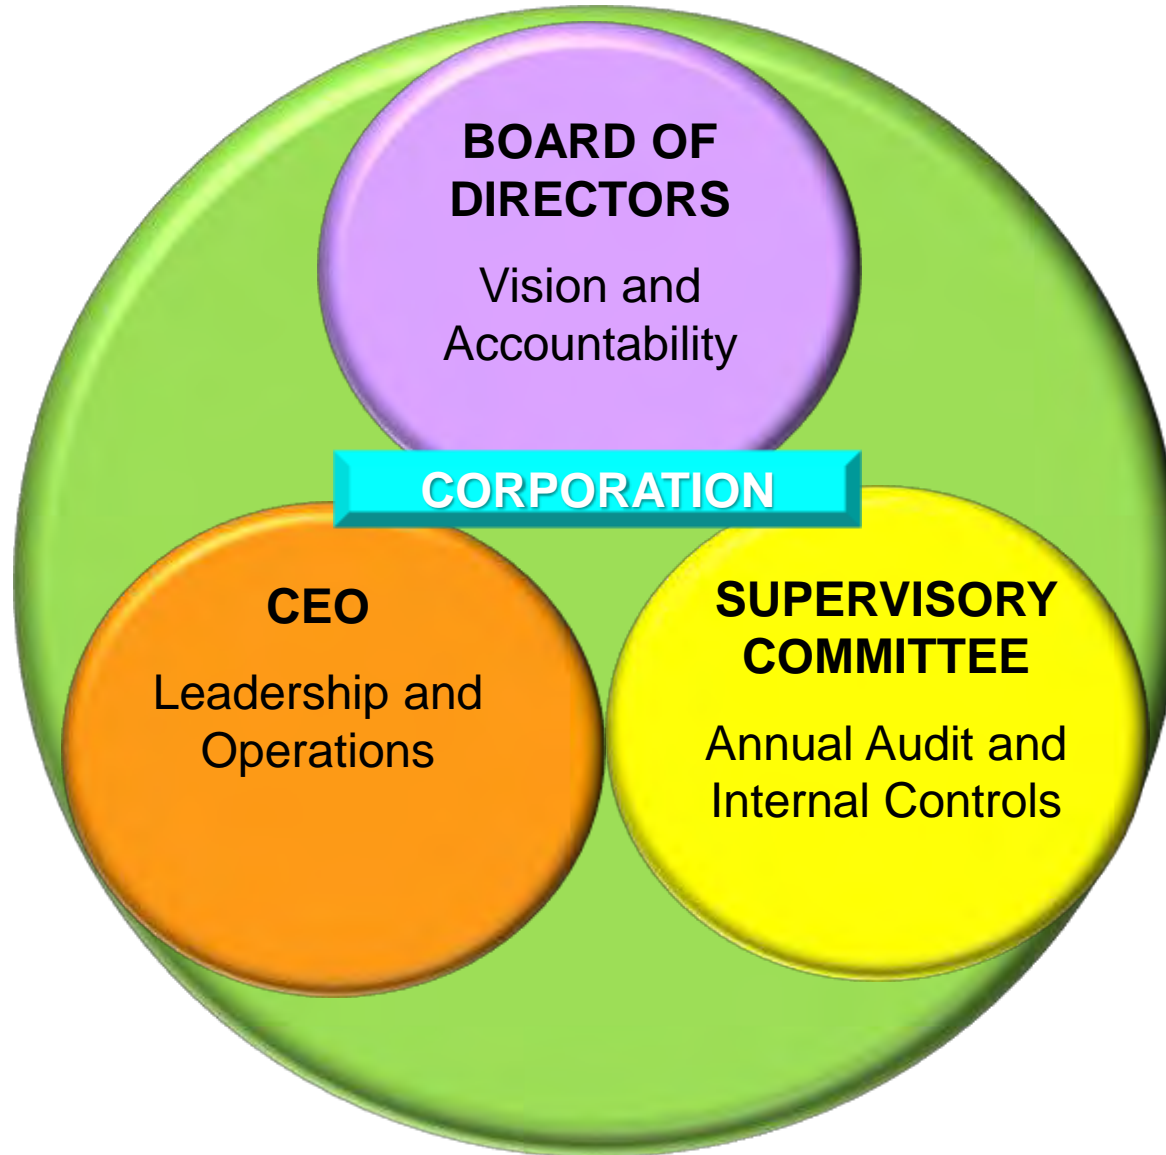 BOARD OF
DIRECTORS
Vision and
Accountability
CORPORATION
CEO
Leadership and
Operations
SUPERVISORY
COMMITTEE
Annual Audit and
Internal Controls